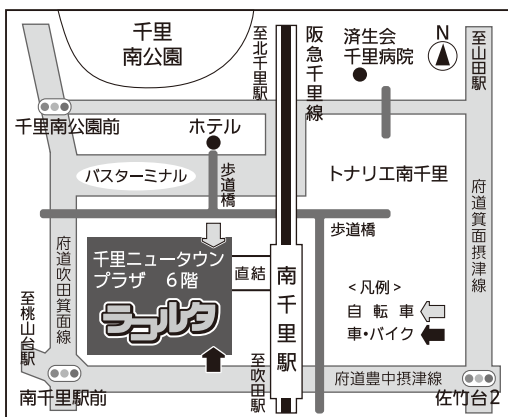 千里
南公園
至北千里駅
阪急千里線
済生会
千里病院
N
至山田駅
千里南公園前
ホテル
バスターミナル
歩道橋
トナリエ南千里
府道箕面摂津線
歩道橋
府道吹田箕面線
千里ニュータウン
プラザ 6階
ラコルタ
直結
南千里駅
<凡例>
自転車
車・バイク
至桃山台駅
南千里駅前
至吹田駅
府道豊中摂津線
佐竹台2